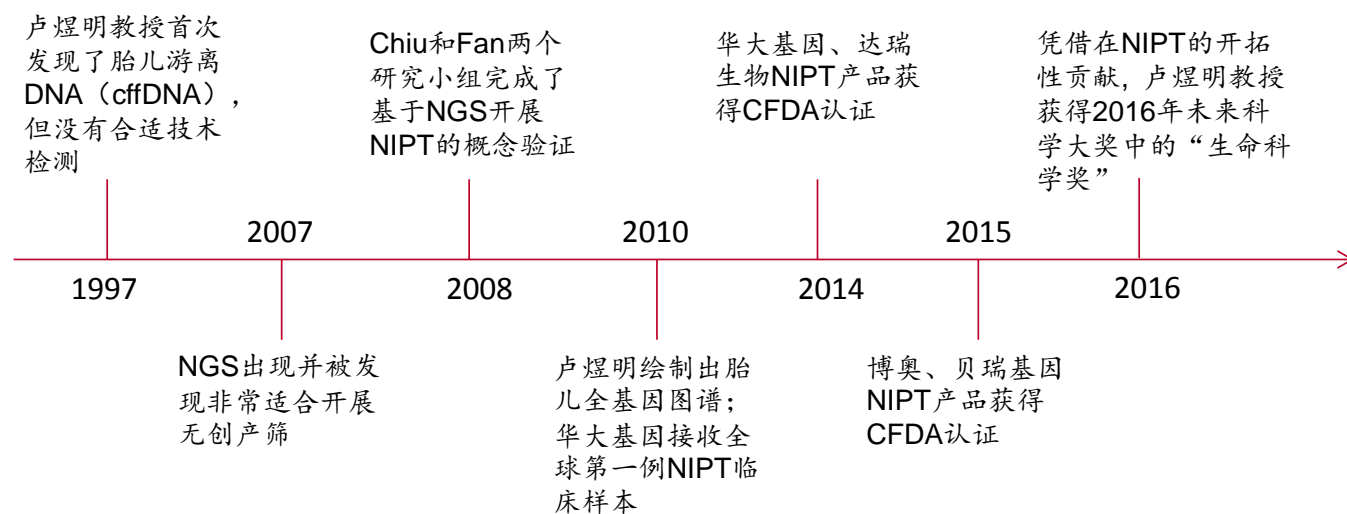 卢煜明教授首次
发现了胎儿游离
DNA（cffDNA），
但没有合适技术
检测
Chiu和Fan两个
研究小组完成了
基于NGS开展
NIPT的概念验证
华大基因、达瑞
生物NIPT产品获
得CFDA认证
凭借在NIPT的开拓
性贡献, 卢煜明教授
获得2016年未来科
学大奖中的“生命科
学奖”
2007
2010
2015
1997
2008
2014
2016
NGS出现并被发
现非常适合开展
无创产筛
卢煜明绘制出胎
儿全基因图谱；
华大基因接收全
球第一例NIPT临
床样本
博奥、贝瑞基因
NIPT产品获得
CFDA认证